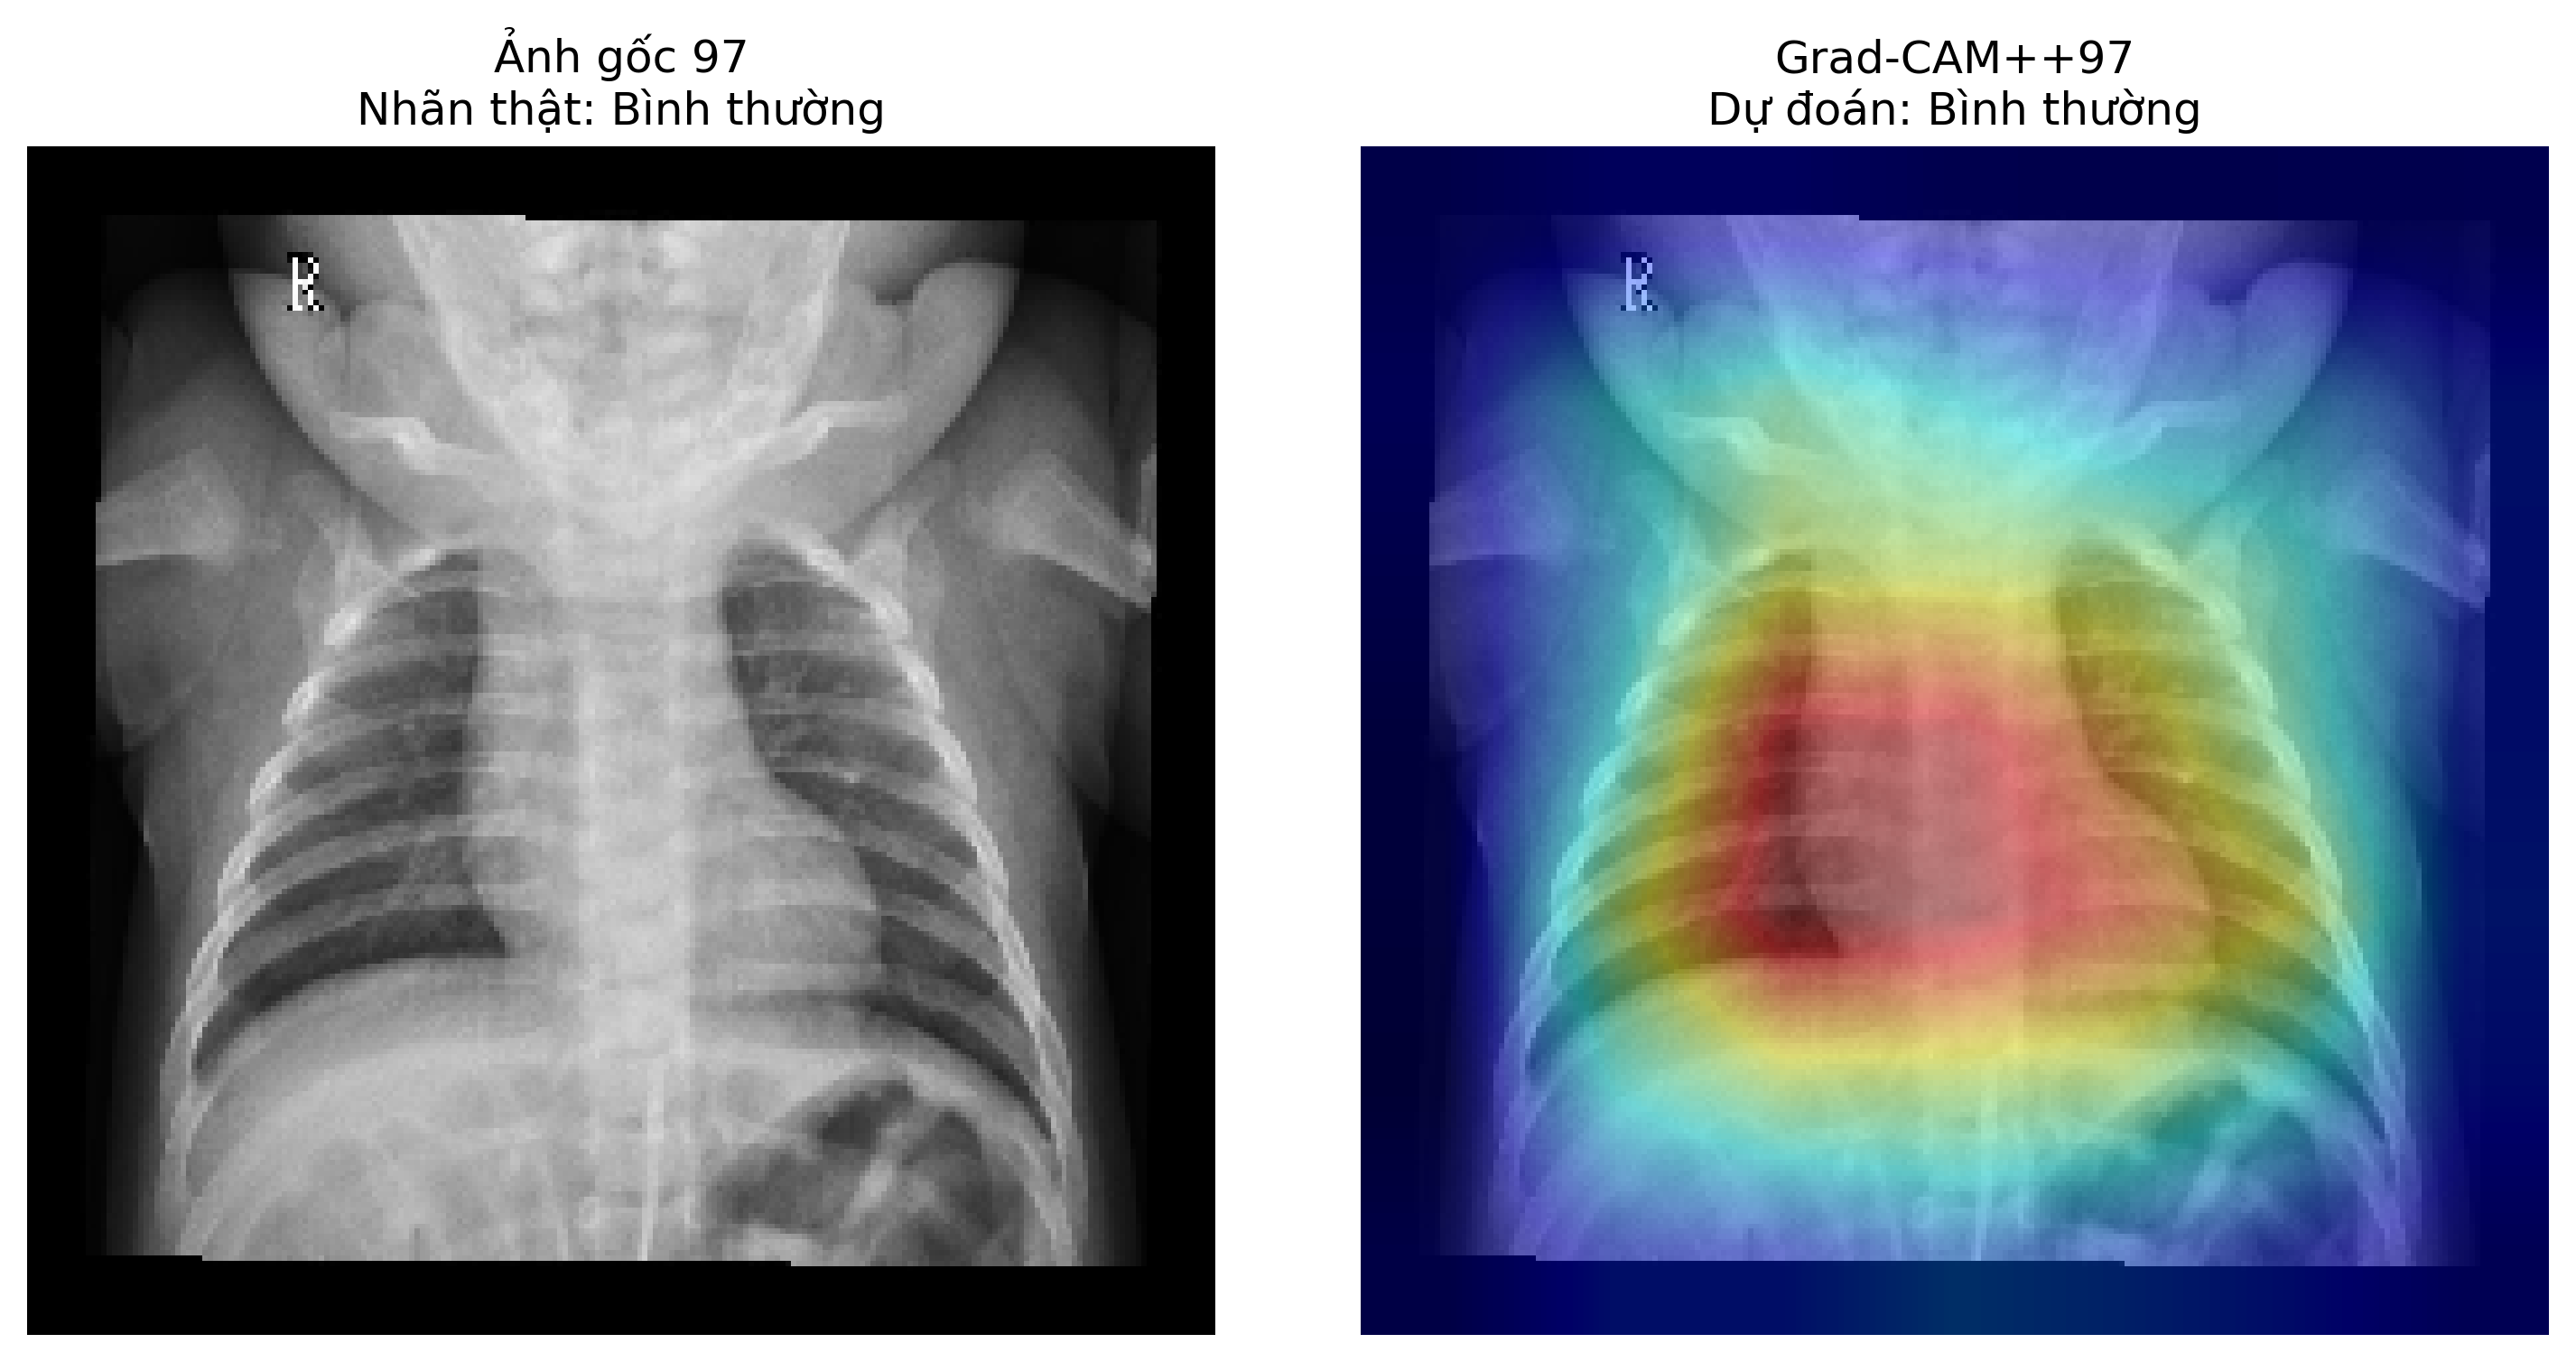 Ảnh gốc 97
Nhãn thật: Bình thường
Grad-CAM++97
Dự đoán: Bình thường
R
R